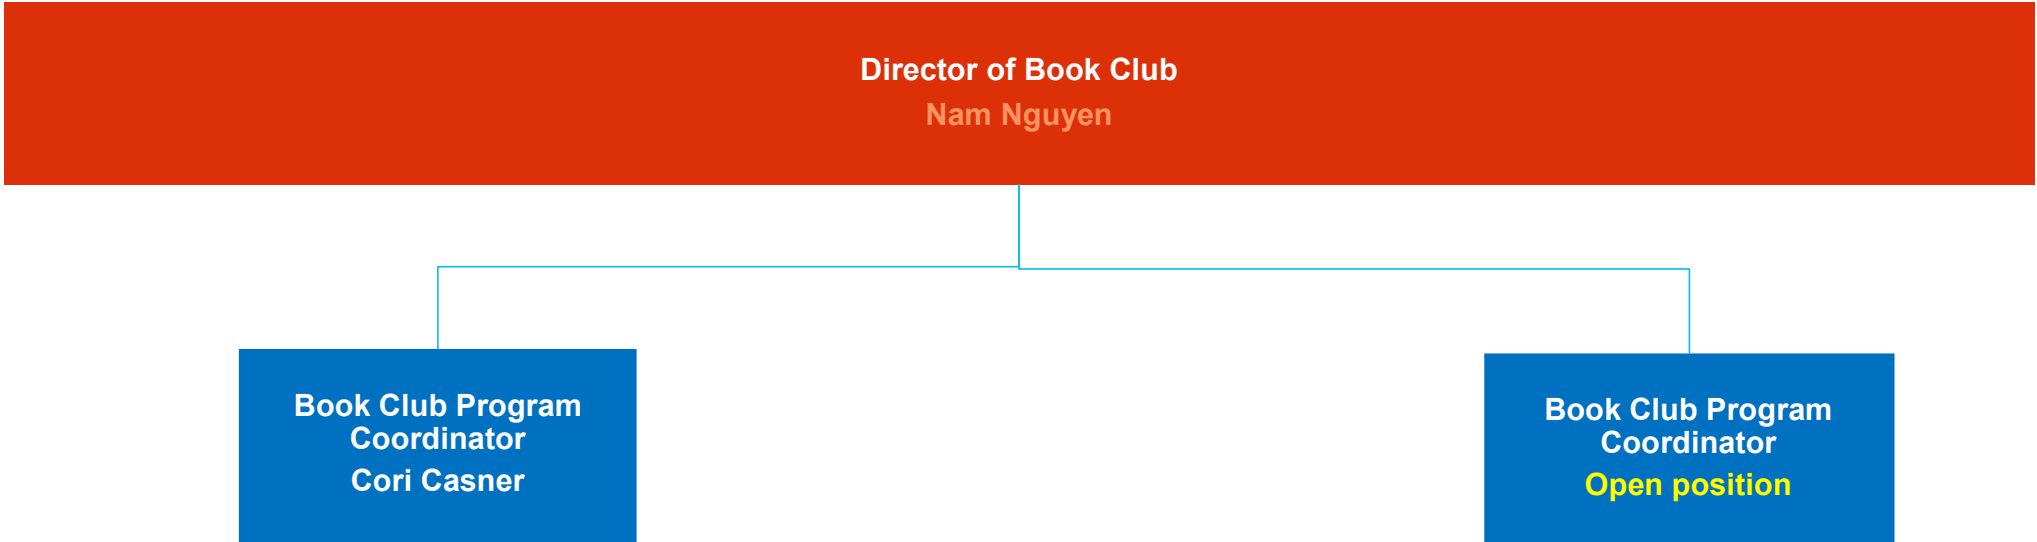 Director of Book Club
Nam Nguyen
Book Club Program
Coordinator
Cori Casner
Book Club Program
Coordinator
Open position